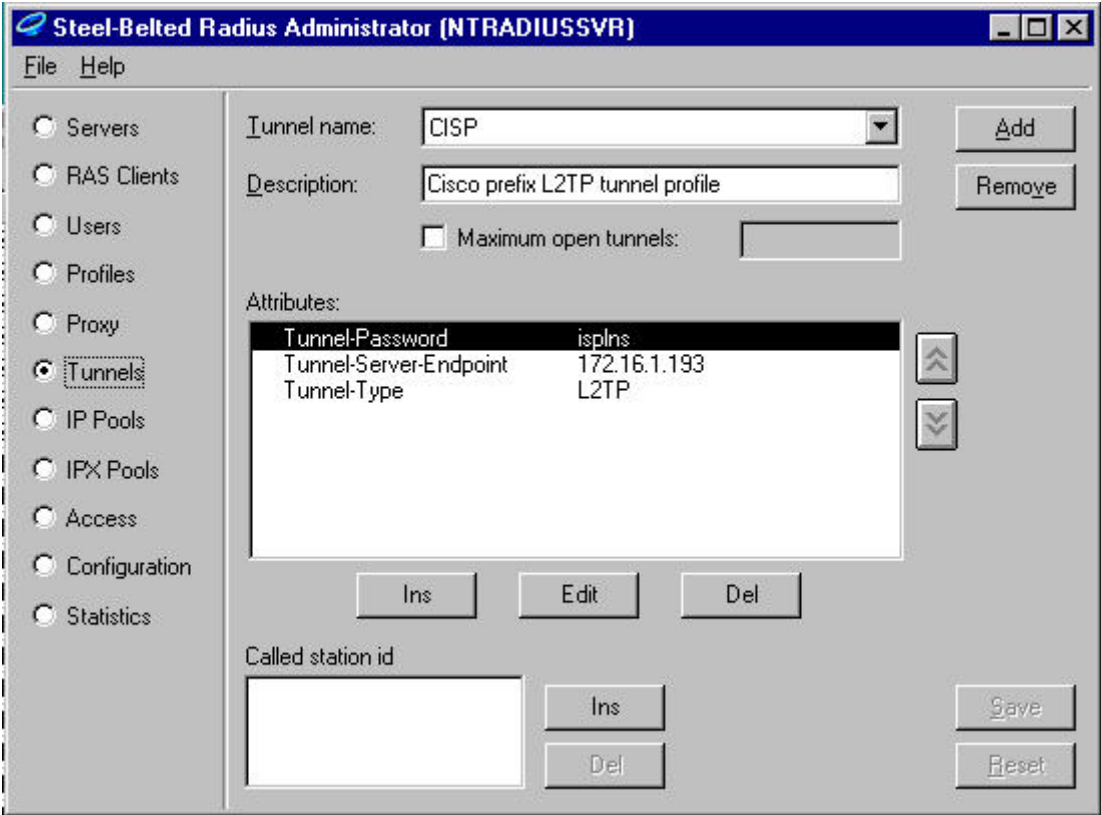 Steel-Belted Radius Administrator (NTRADIUSSVR)
File Help
Servers
RAS Clients
Users
Profiles
Proxy
Tunnels
IP Pools
IPX Pools
Access
Configuration
Statistics
Tunnel name: CISP Add
Description: Cisco prefix L2TP tunnel profile Remove
Maximum open tunnels:
Attributes:
Tunnel-Password isplns
Tunnel-Server-Endpoint 172.16.1.193
Tunnel-Type L2TP
Ins Edit Del
Called station id
Ins Save
Del Reset